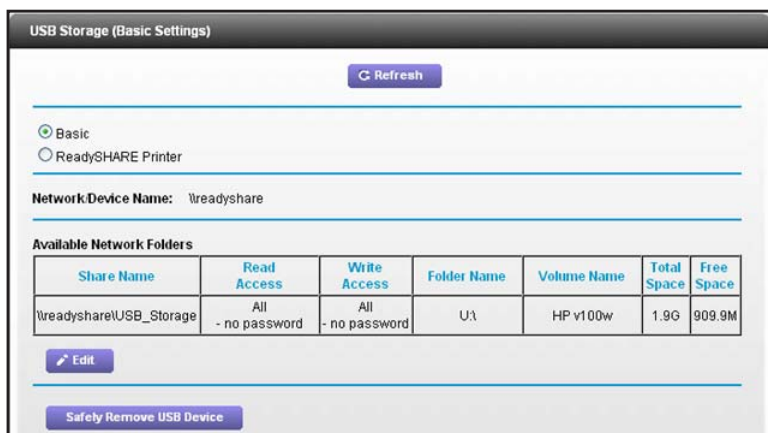 USB Storage (Basic Settings)
Refresh
Basic
ReadySHARE Printer
Network/Device Name: \\readyshare
Available Network Folders
Share Name Read Access Write Access Folder Name Volume Name Total Space Free Space
\\readyshare\USB_Storage All - no password All - no password U:\ HP v100w 1.9G 909.9M
Edit
Safely Remove USB Device